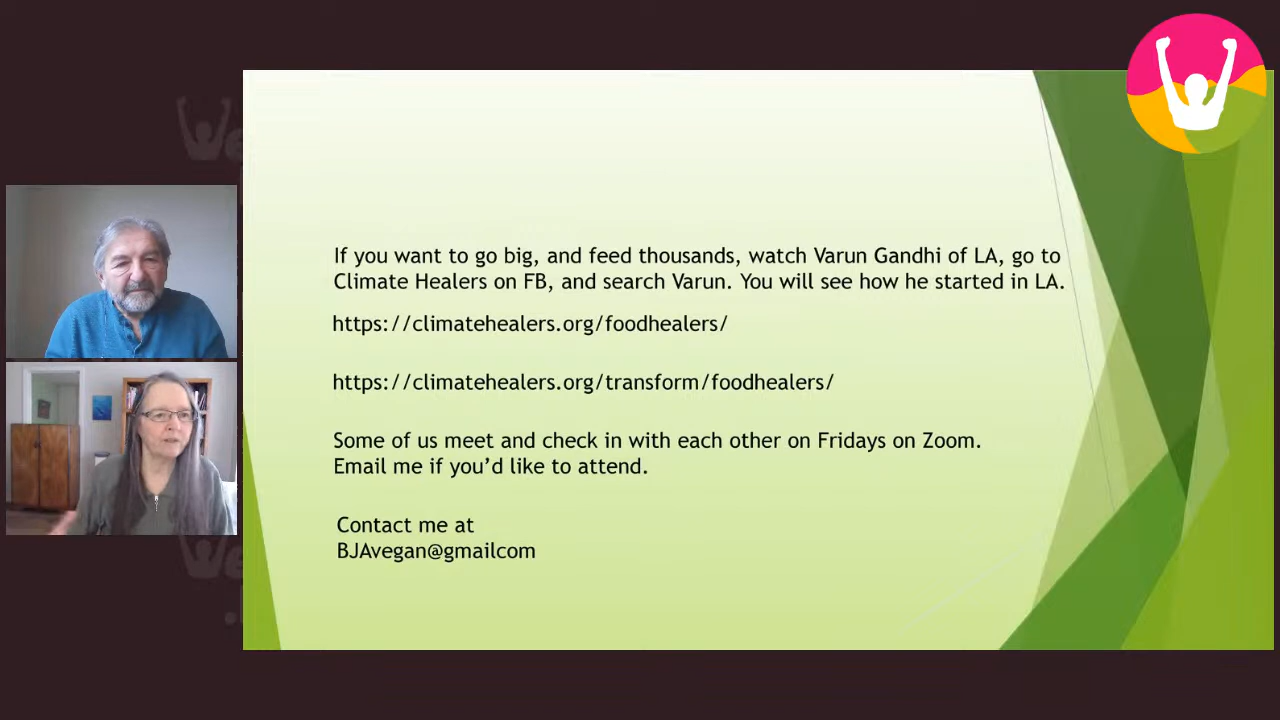 If you want to go big, and feed thousands, watch Varun Gandhi of LA, go to
Climate Healers on FB, and search Varun. You will see how he started in LA.
https://climatehealers.org/foodhealers/
https://climatehealers.org/transform/foodhealers/
Some of us meet and check in with each other on Fridays on Zoom.
Email me if you’d like to attend.
Contact me at
BJAvegan@gmailcom